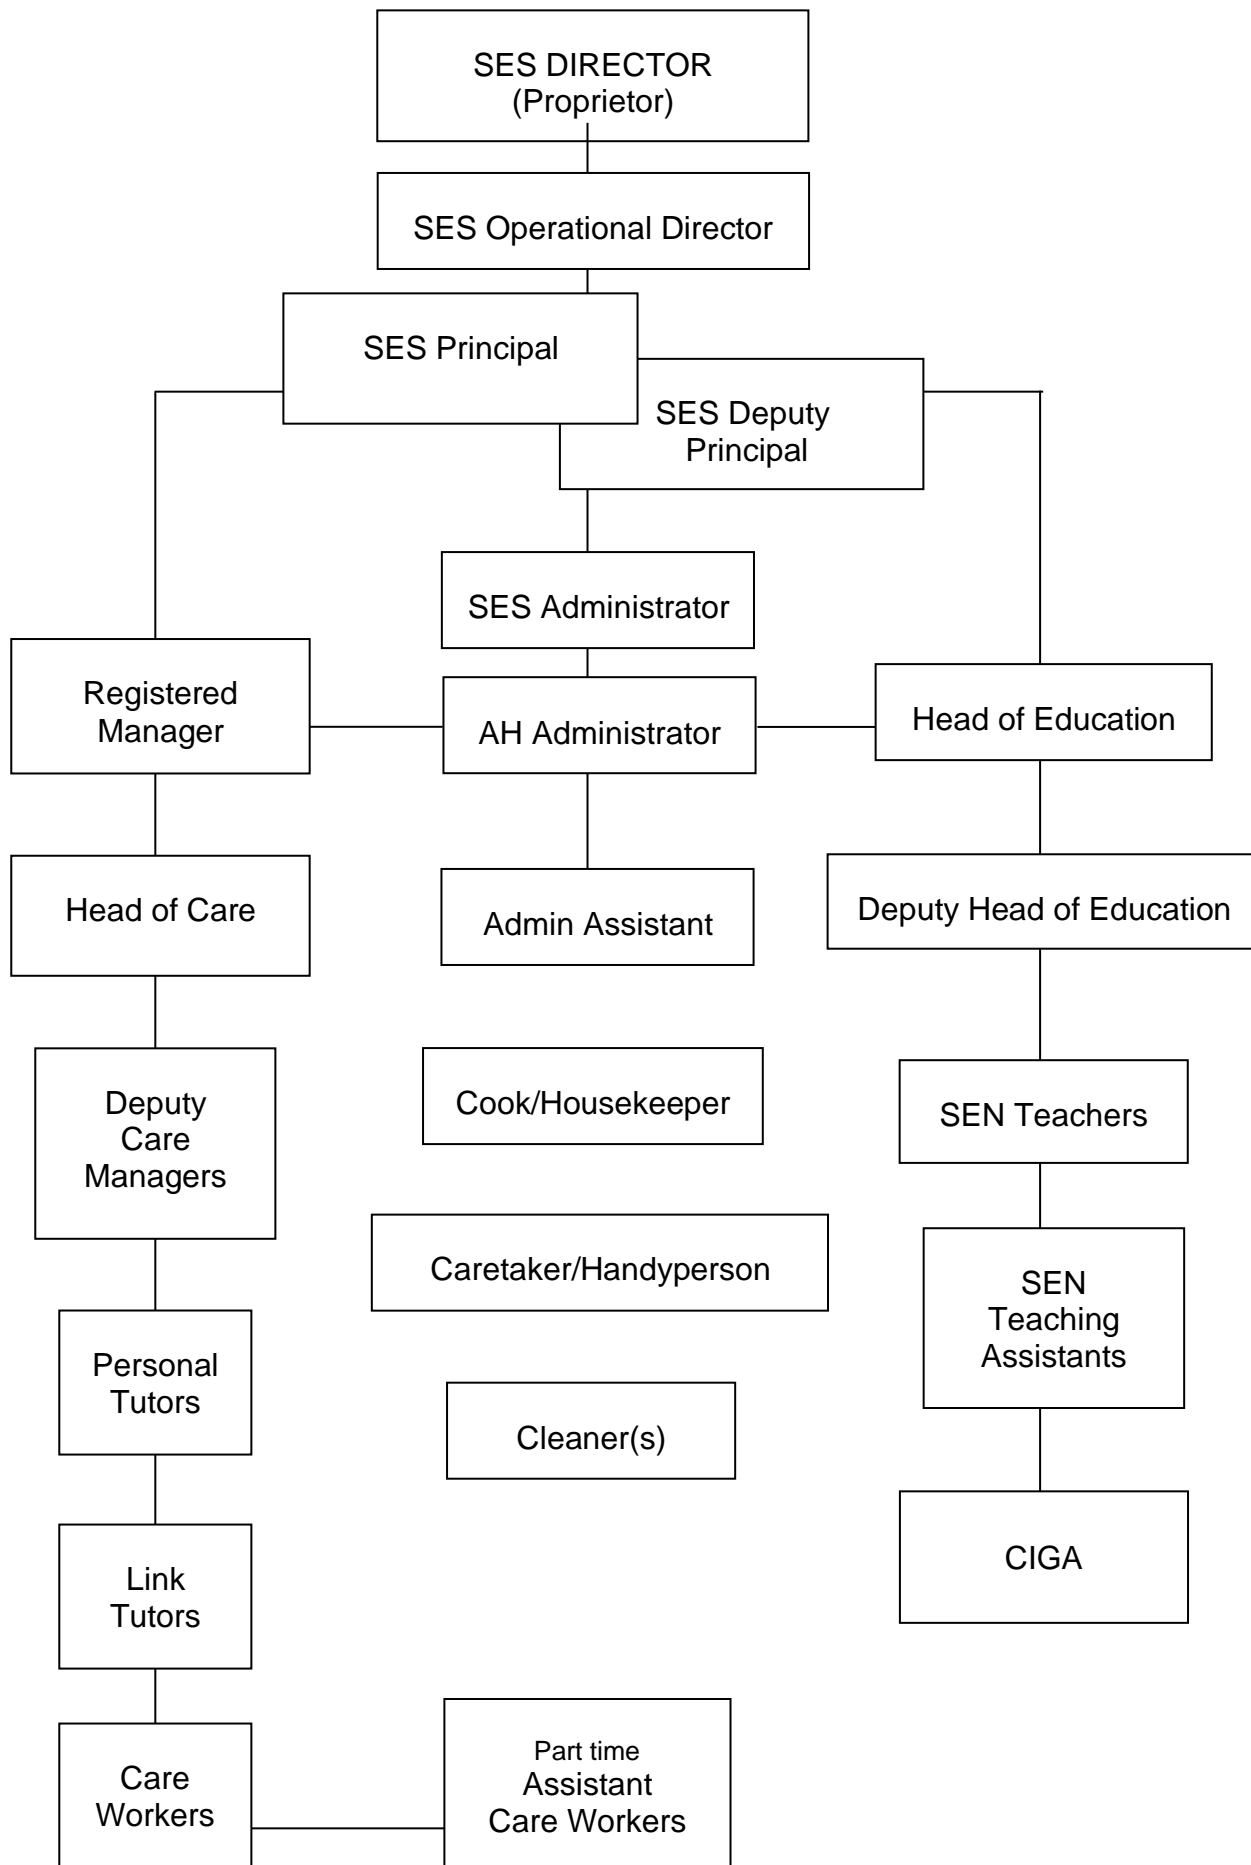 SES DIRECTOR
(Proprietor)
SES Operational Director
SES Principal
SES Deputy
Principal
SES Administrator
Registered
Manager
AH Administrator
Head of Education
Head of Care
Admin Assistant
Deputy Head of Education
Deputy
Care
Managers
Cook/Housekeeper
SEN Teachers
Caretaker/Handyperson
SEN
Teaching
Assistants
Personal
Tutors
Cleaner(s)
CIGA
Link
Tutors
Care
Workers
Part time
Assistant
Care Workers